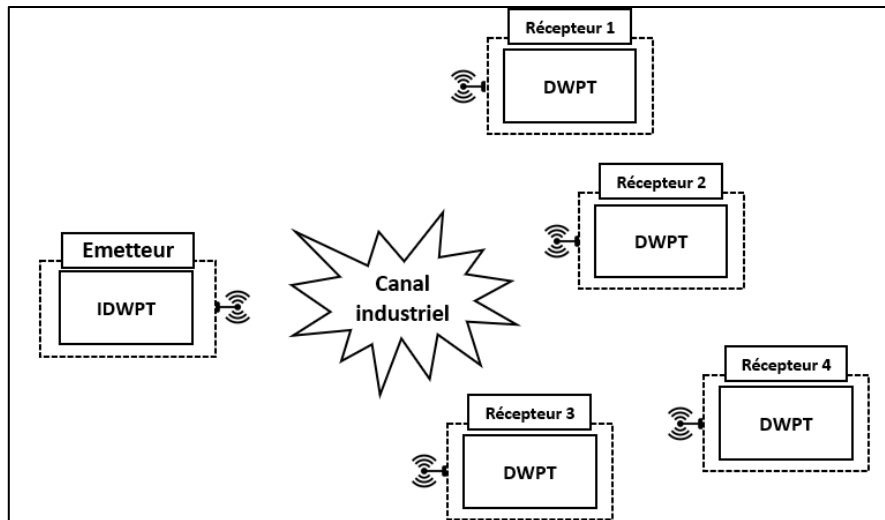 Récepteur 1
DWPT
Récepteur 2
DWPT
Emetteur
IDWPT
Canal
industriel
Récepteur 4
DWPT
Récepteur 3
DWPT